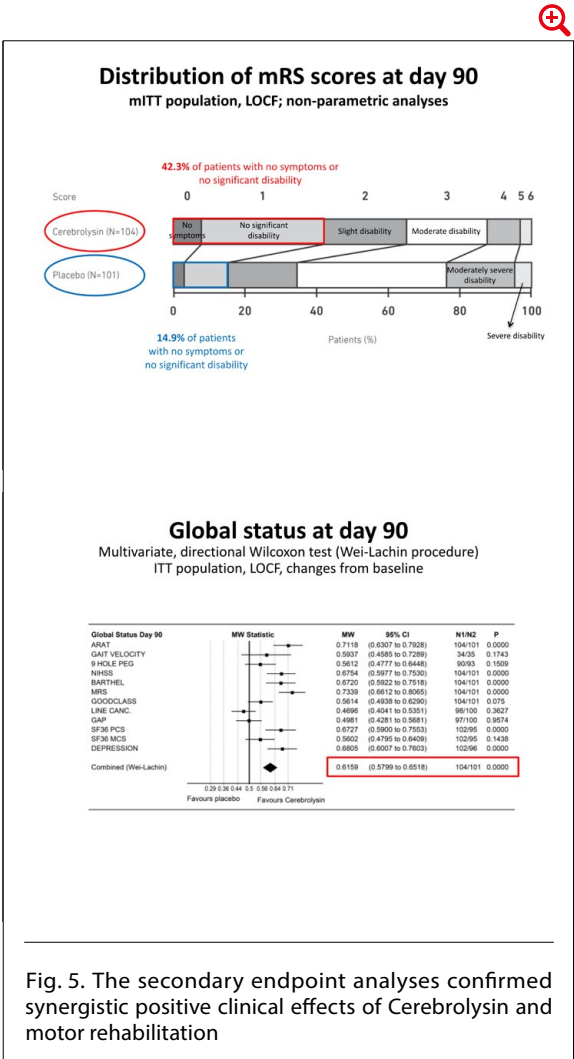 Distribution of mRS scores at day 90
mITT population, LOCF; non-parametric analyses
42.3% of patients with no symptoms or
no significant disability
Score 0 1 2 3 4 5 6
Cerebrolysin (N=104)
No
symptoms
No significant
disability
Slight disability
Moderate disability
Placebo (N=101)
Moderately severe
disability
0 20 40 60 80 100
14.9% of patients
with no symptoms or
no significant disability
Patients (%)
Severe disability
Global status at day 90
Multivariate, directional Wilcoxon test (Wei-Lachin procedure)
ITT population, LOCF, changes from baseline
Global Status Day 90 MW Statistic MW 95% CI N1/N2 P
ARAT 0.7118 (0.6307 to 0.7928) 104/101 0.0000
GAIT VELOCITY 0.5937 (0.4585 to 0.7289) 34/35 0.1743
9 HOLE PEG 0.5612 (0.4777 to 0.6448) 90/93 0.1509
NIHSS 0.6754 (0.5977 to 0.7530) 104/101 0.0000
BARTHEL 0.6720 (0.5922 to 0.7518) 104/101 0.0000
MRS 0.7339 (0.6612 to 0.8065) 104/101 0.0000
GOODCLASS 0.5614 (0.4938 to 0.6290) 104/101 0.075
LINE CANC. 0.4696 (0.4041 to 0.5351) 98/100 0.3627
GAP 0.4981 (0.4281 to 0.5681) 97/100 0.9574
SF36 PCS 0.6727 (0.5900 to 0.7553) 102/95 0.0000
SF36 MCS 0.5602 (0.4795 to 0.6409) 102/95 0.1438
DEPRESSION 0.6805 (0.6007 to 0.7603) 102/96 0.0000
Combined (Wei-Lachin) 0.6159 (0.5799 to 0.6518) 104/101 0.0000
0.29 0.36 0.44 0.5 0.56 0.64 0.71
Favours placebo Favours Cerebrolysin
Fig. 5. The secondary endpoint analyses confirmed
synergistic positive clinical effects of Cerebrolysin and
motor rehabilitation